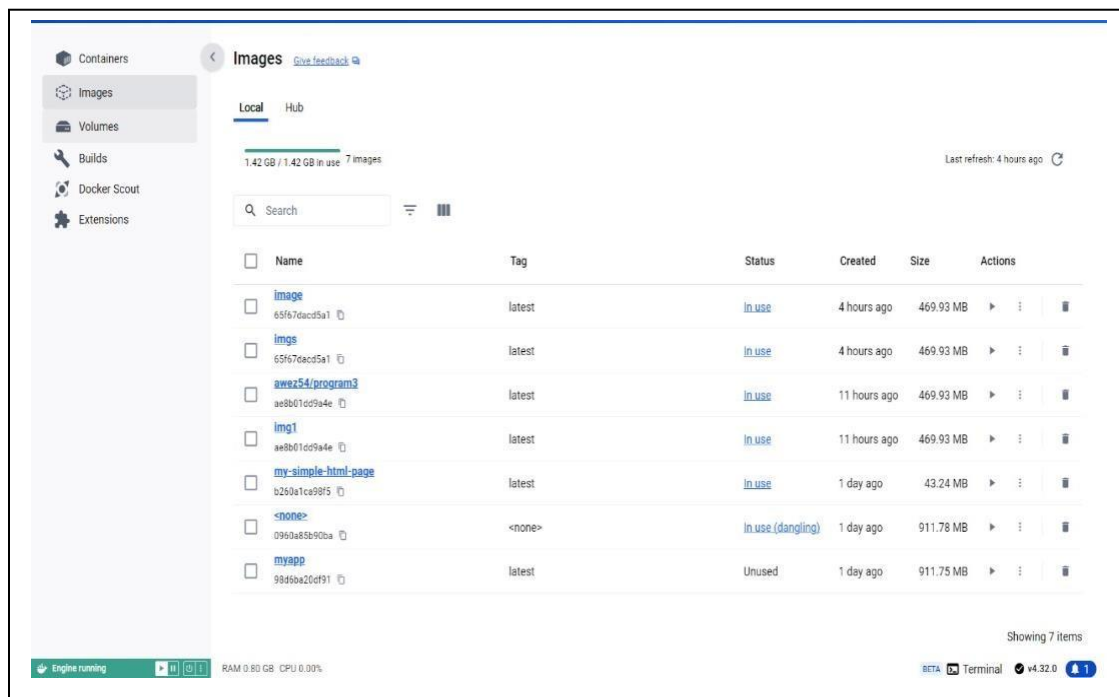 Containers
Images
Volumes
Builds
Docker Scout
Extensions
Images Give feedback
Local Hub
1.42 GB / 1.42 GB in use 7 images
Last refresh: 4 hours ago
Search
Name Tag Status Created Size Actions
image
65f67dacd5a1
latest In use 4 hours ago 469.93 MB
imgs
65f67dacd5a1
latest In use 4 hours ago 469.93 MB
awez54/program3
ae8b01dd9a4e
latest In use 11 hours ago 469.93 MB
img1
ae8b01dd9a4e
latest In use 11 hours ago 469.93 MB
my-simple-html-page
b260a1ca98f5
latest In use 1 day ago 43.24 MB
<none>
0960a85b90ba
<none> In use (dangling) 1 day ago 911.78 MB
myapp
98d6ba20df91
latest Unused 1 day ago 911.75 MB
Showing 7 items
Engine running
RAM 0.80 GB CPU 0.00%
BETA Terminal v4.32.0 1